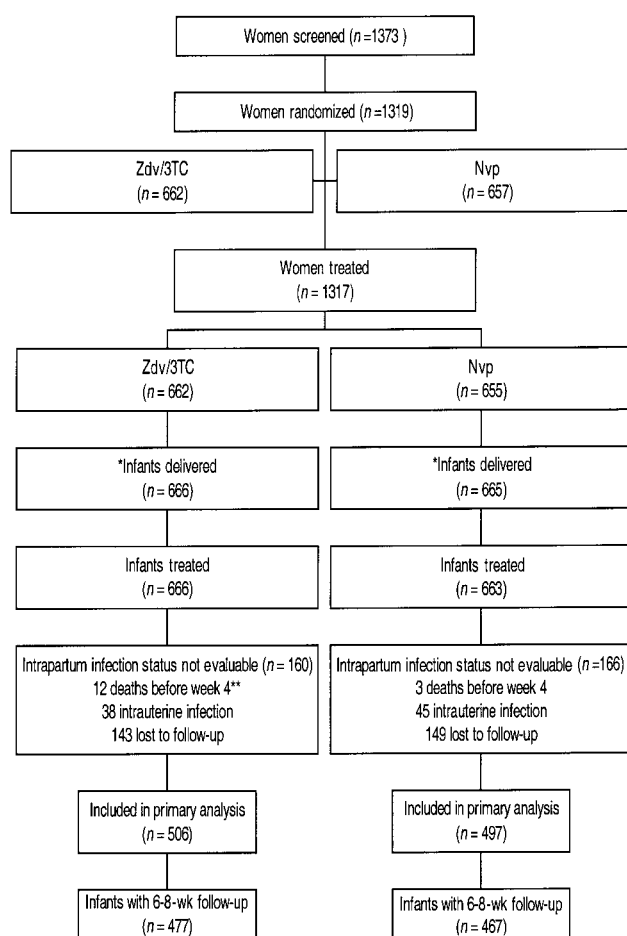 Women screened (n=1373 )
Women randomized (n=1319)
Zdv/3TC
(n = 662)
Nvp
(n = 657)
Women treated
(n = 1317)
Zdv/3TC
(n = 662)
Nvp
(n = 655)
*Infants delivered
(n = 666)
*Infants delivered
(n = 665)
Infants treated
(n = 666)
Infants treated
(n = 663)
Intrapartum infection status not evaluable (n = 160)
12 deaths before week 4**
38 intrauterine infection
143 lost to follow-up
Intrapartum infection status not evaluable (n =166)
3 deaths before week 4
45 intrauterine infection
149 lost to follow-up
Included in primary analysis
(n = 506)
Included in primary analysis
(n = 497)
Infants with 6-8-wk follow-up
(n = 477)
Infants with 6-8-wk follow-up
(n = 467)